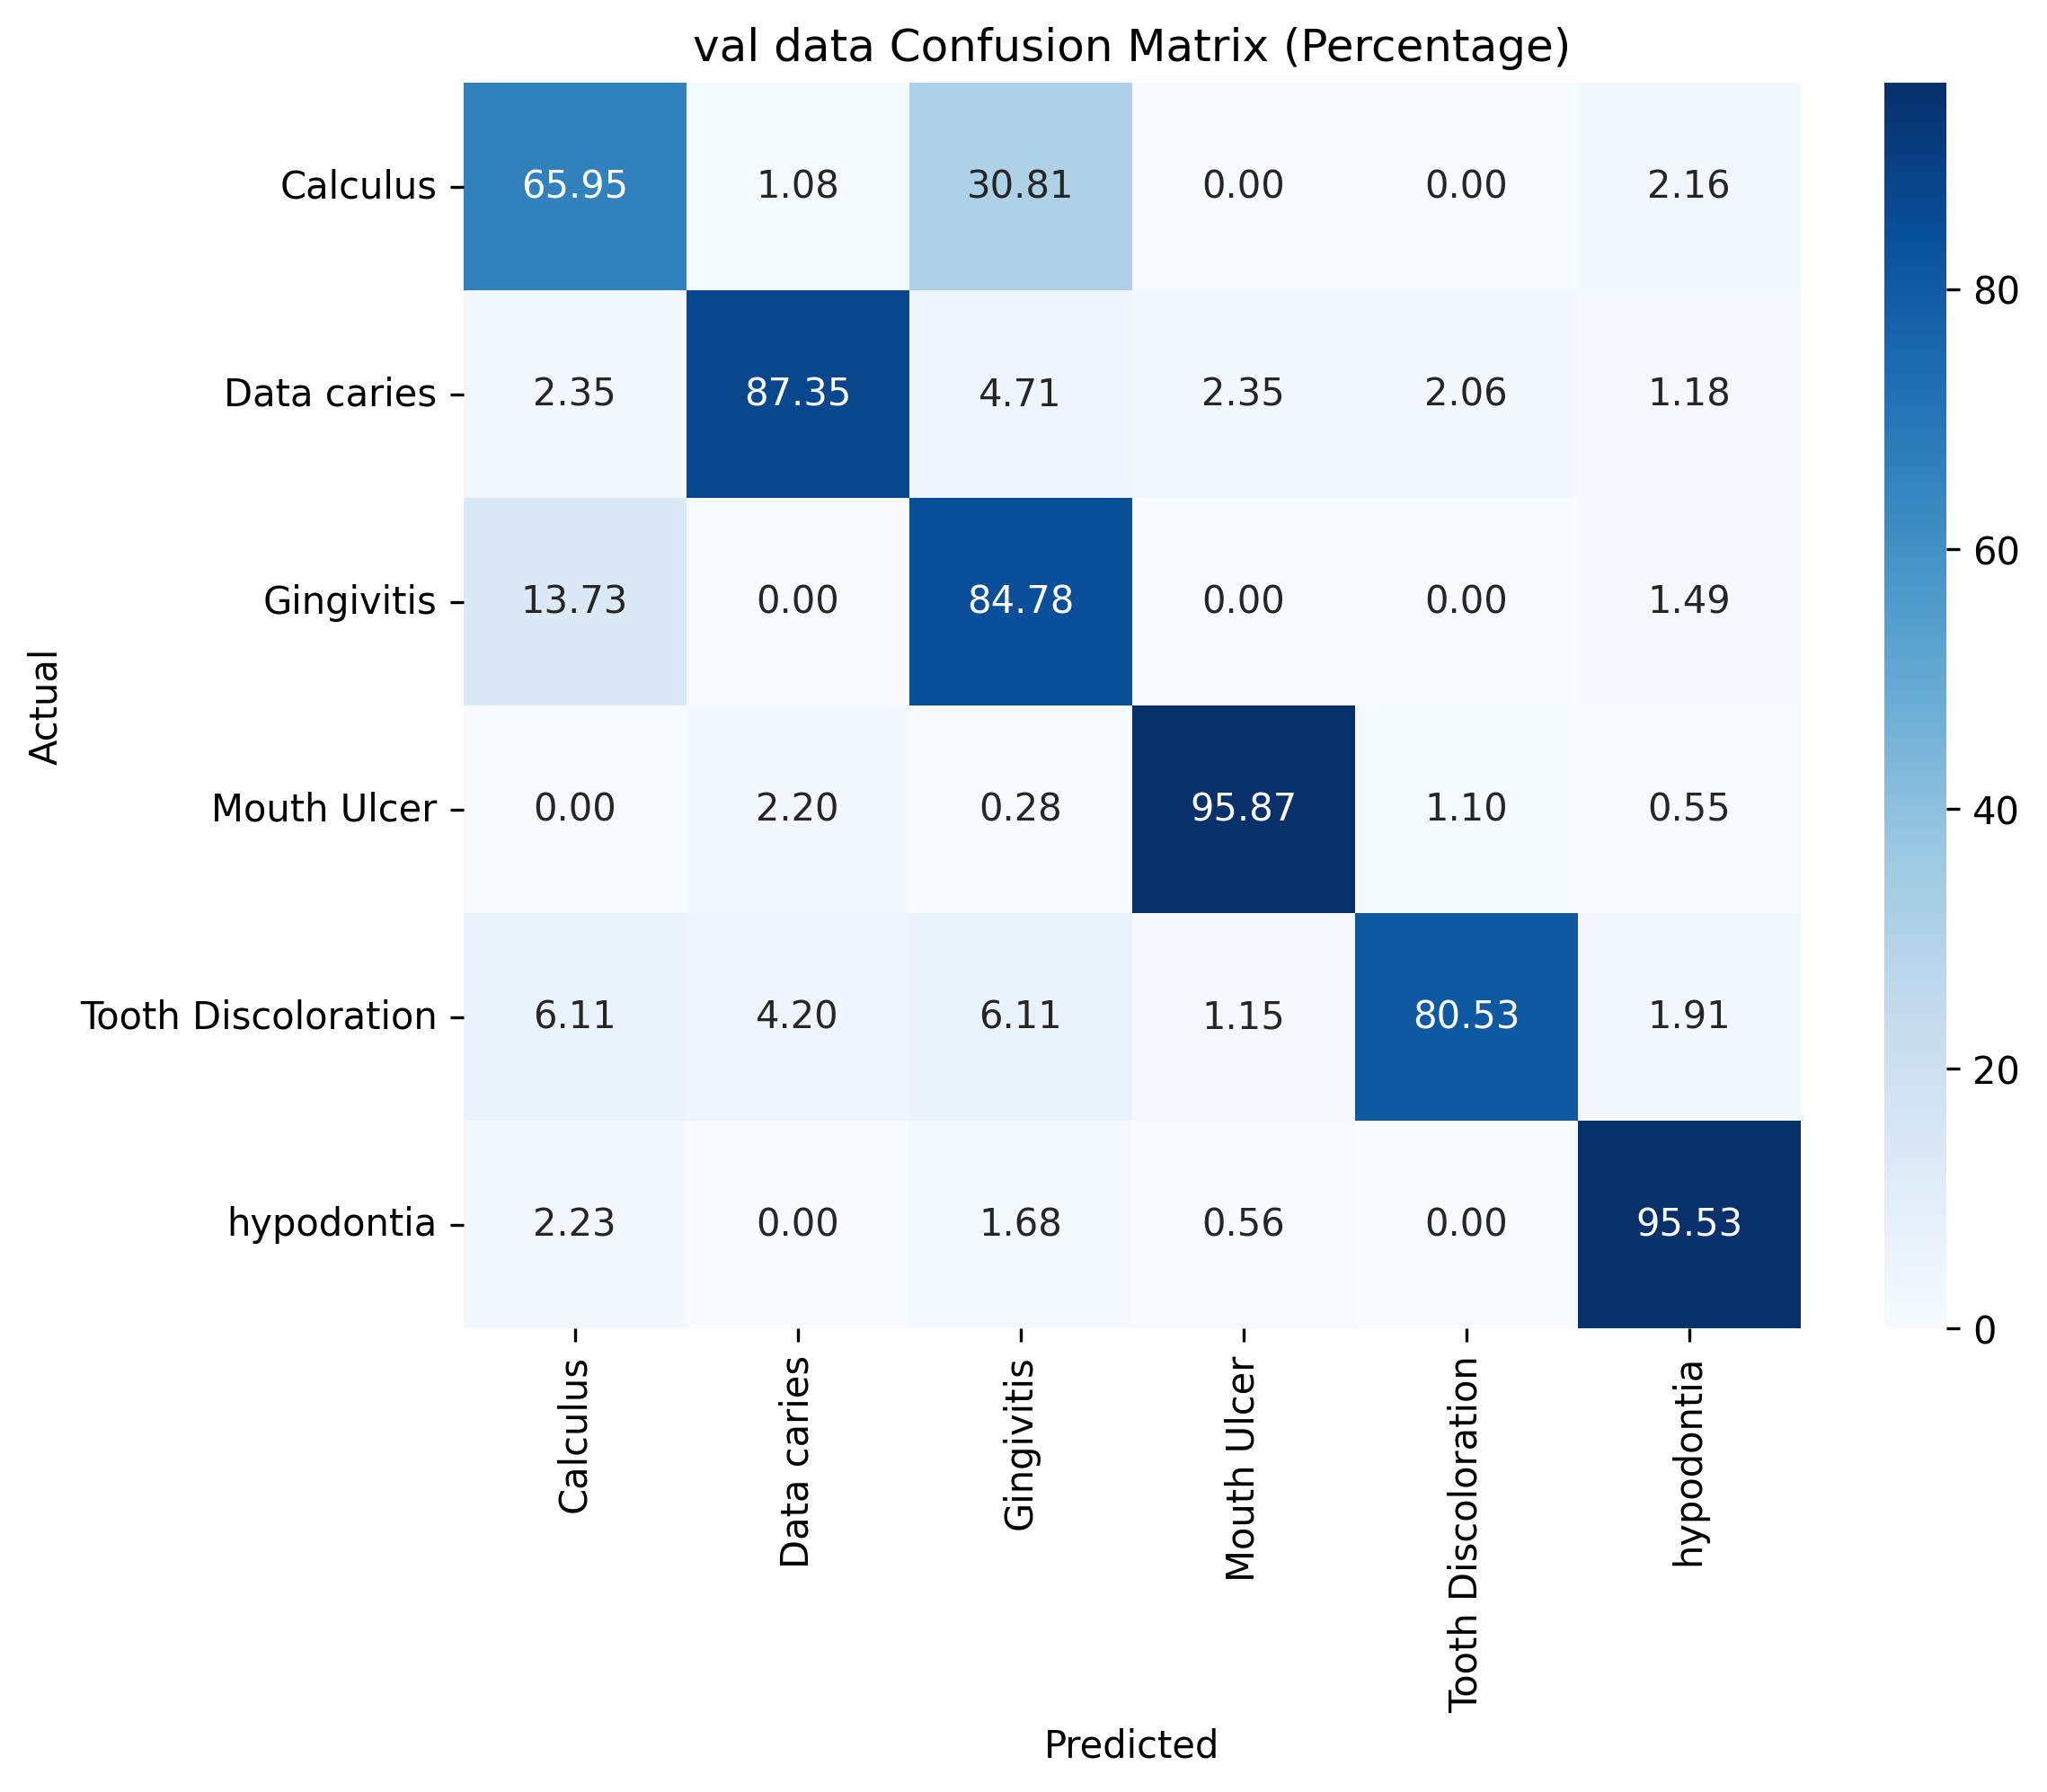 val data Confusion Matrix (Percentage)
Calculus 65.95 1.08 30.81 0.00 0.00 2.16
80
Data caries 2.35 87.35 4.71 2.35 2.06 1.18
60
Gingivitis 13.73 0.00 84.78 0.00 0.00 1.49
Actual
Mouth Ulcer 0.00 2.20 0.28 95.87 1.10 0.55
40
Tooth Discoloration 6.11 4.20 6.11 1.15 80.53 1.91
20
hypodontia 2.23 0.00 1.68 0.56 0.00 95.53
0
Calculus
Data caries
Gingivitis
Mouth Ulcer
Tooth Discoloration
hypodontia
Predicted